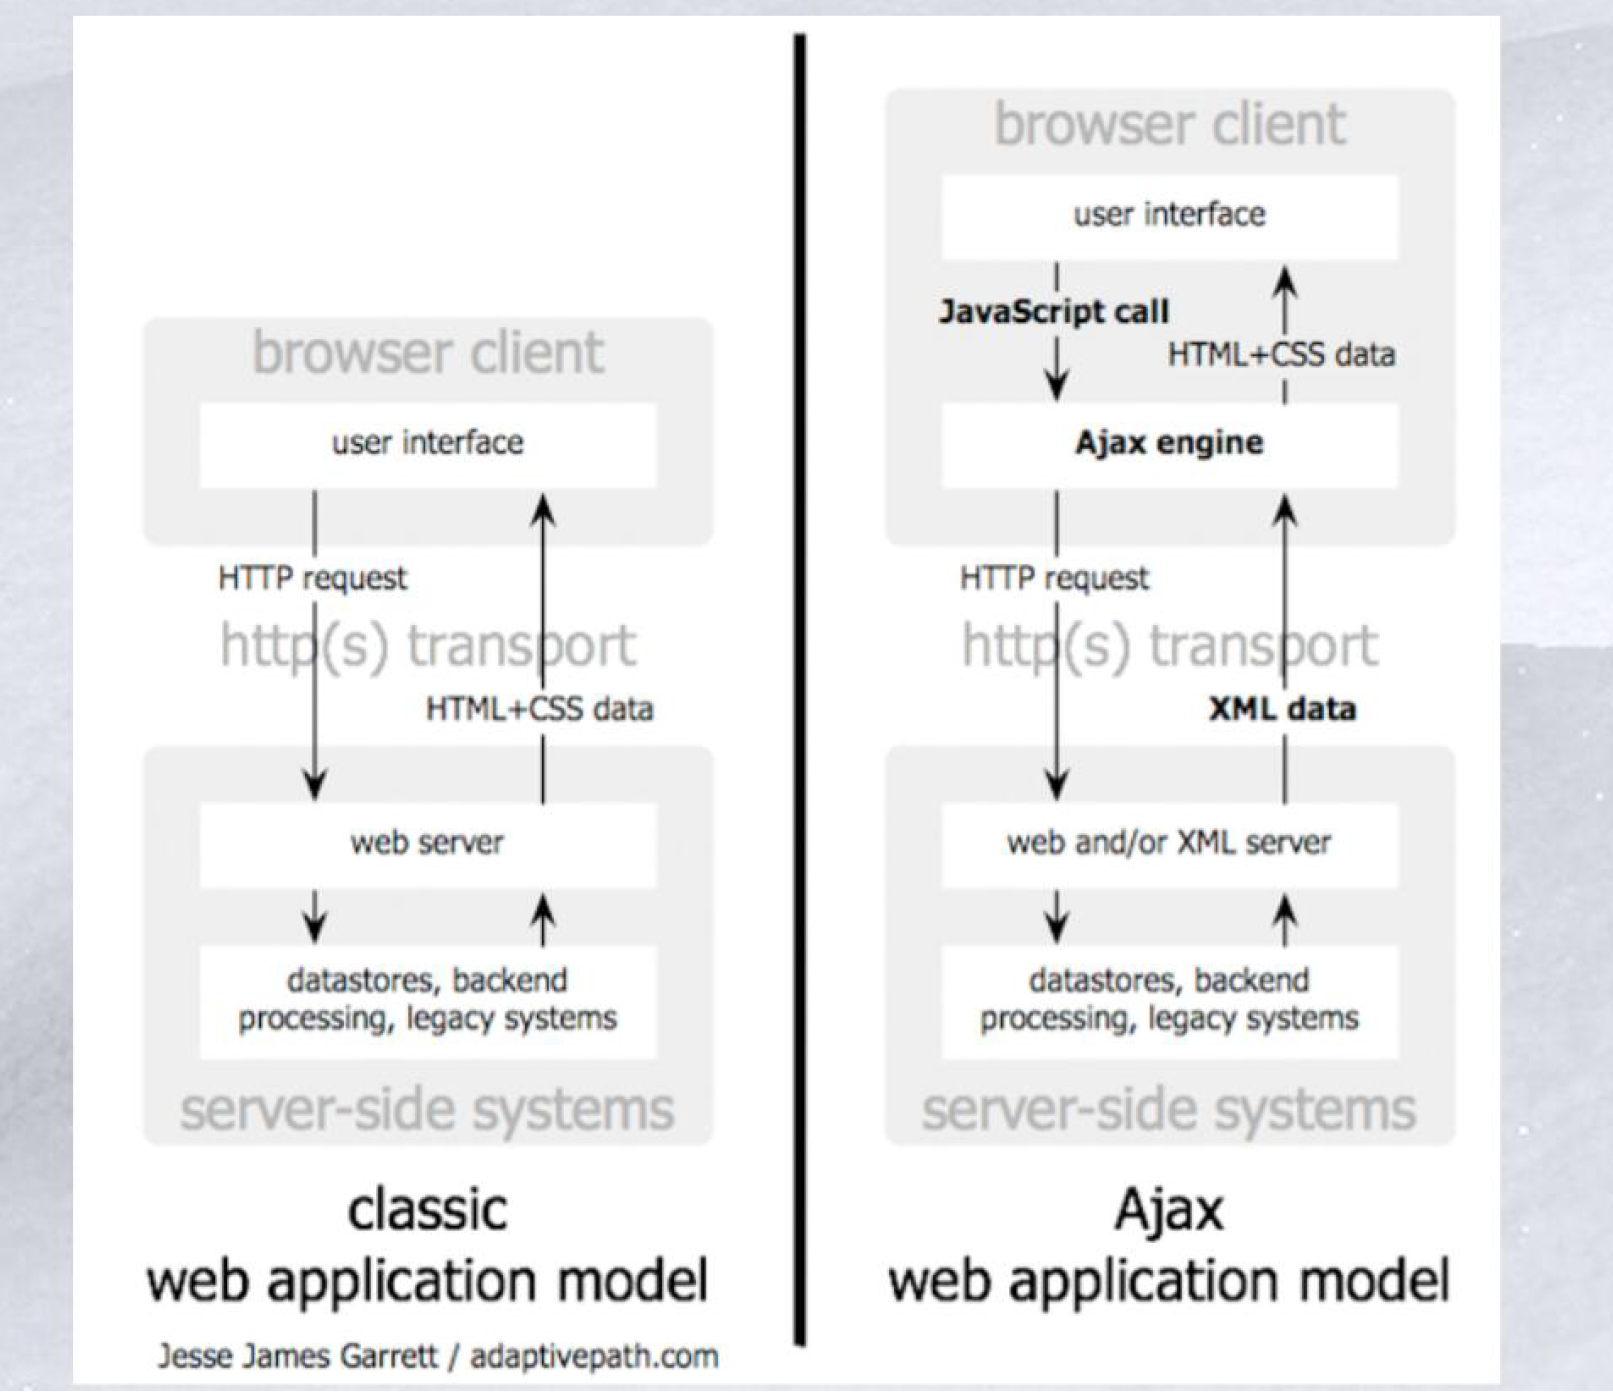 browser client
user interface
HTTP request
http(s) transport
HTML+CSS data
web server
datastores, backend
processing, legacy systems
server-side systems
classic
web application model
Jesse James Garrett / adaptivepath.com
browser client
user interface
JavaScript call
HTML+CSS data
Ajax engine
HTTP request
http(s) transport
XML data
web and/or XML server
datastores, backend
processing, legacy systems
server-side systems
Ajax
web application model